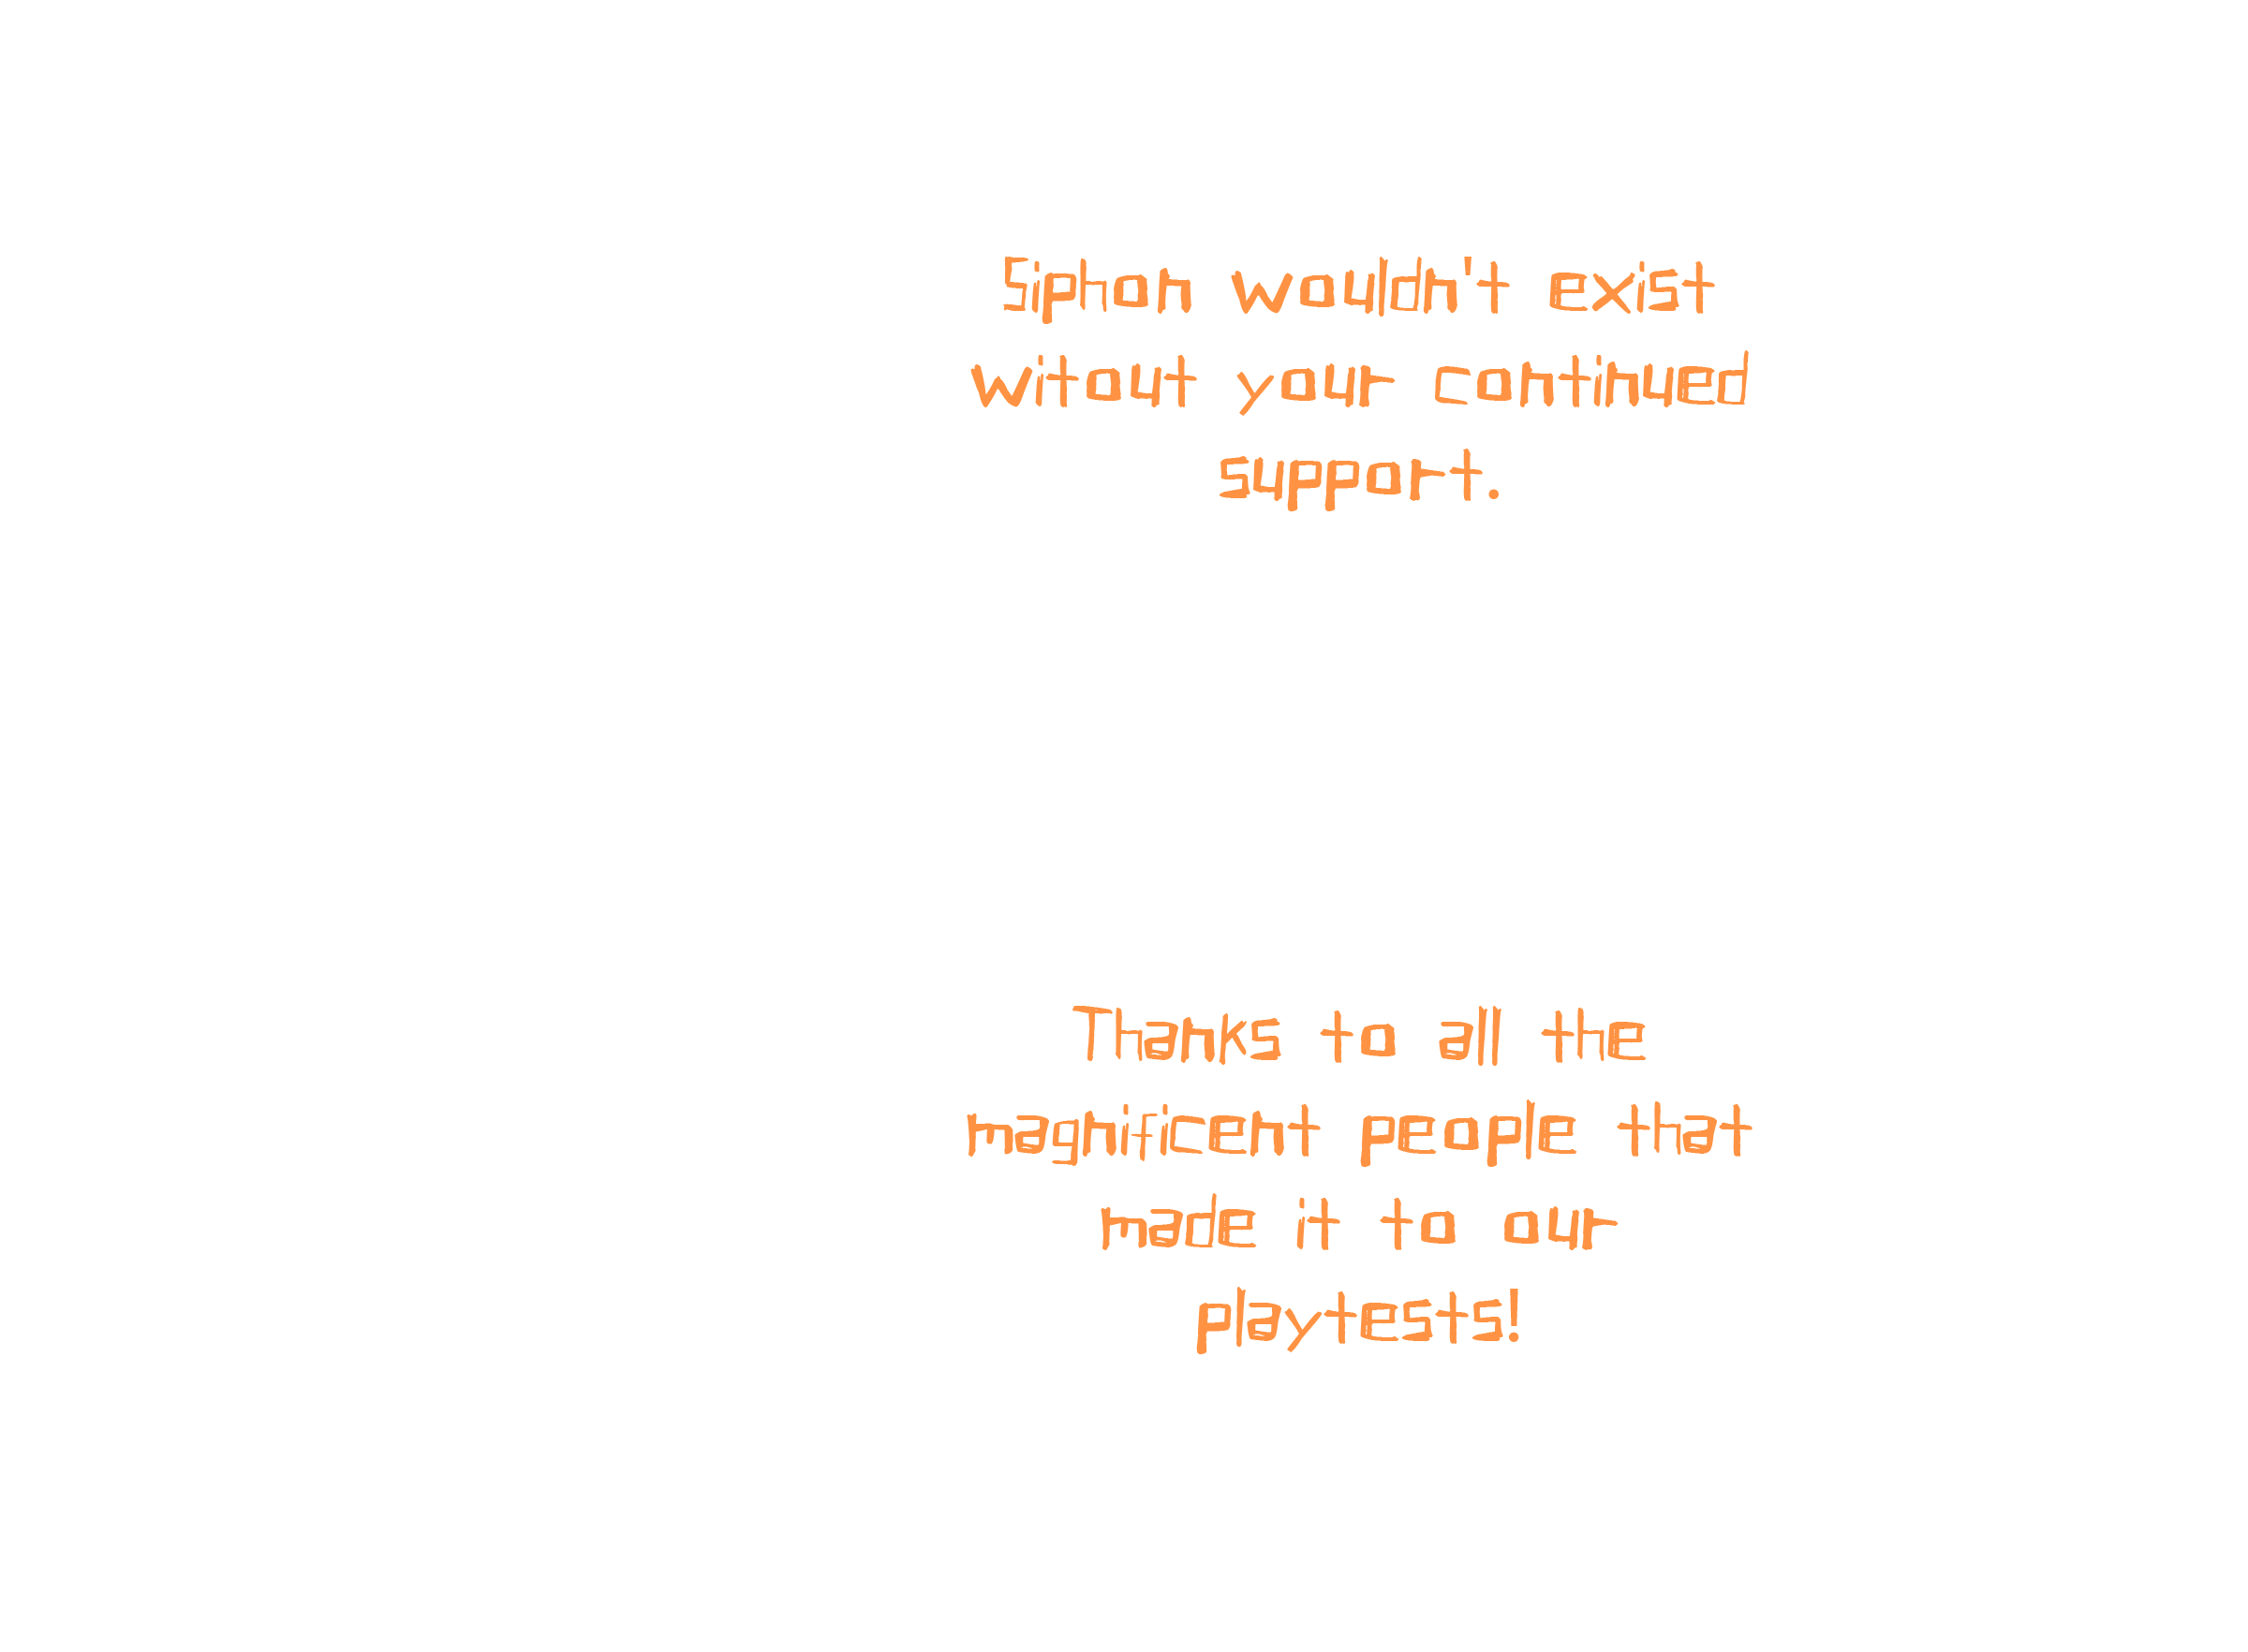 Siphon wouldn't exist
witout your continued
support.
Thanks to all the
magnificent people that
made it to our
playtests!